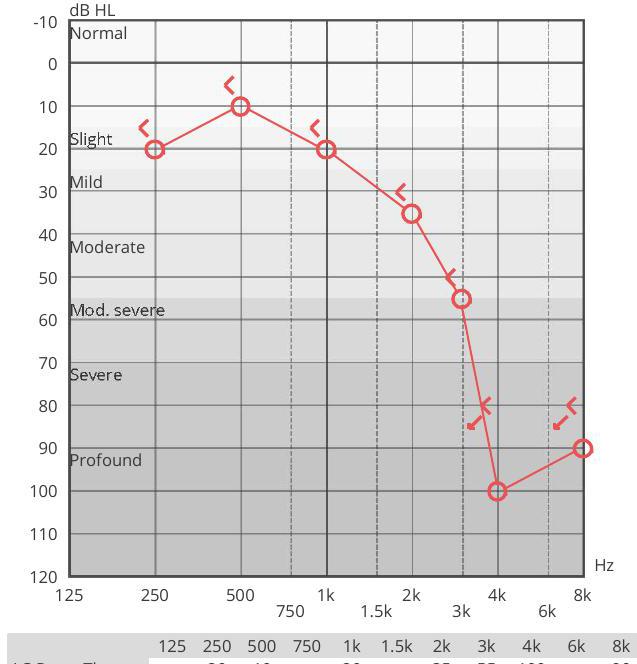 dB HL
-10
Normal
0
10
Slight
20
Mild
30
40
Moderate
50
Mod. severe
60
70
Severe
80
90
Profound
100
110
120
Hz
125 250 500 1k 2k 4k 8k
750 1.5k 3k 6k
125 250 500 750 1k 1.5k 2k 3k 4k 6k 8k